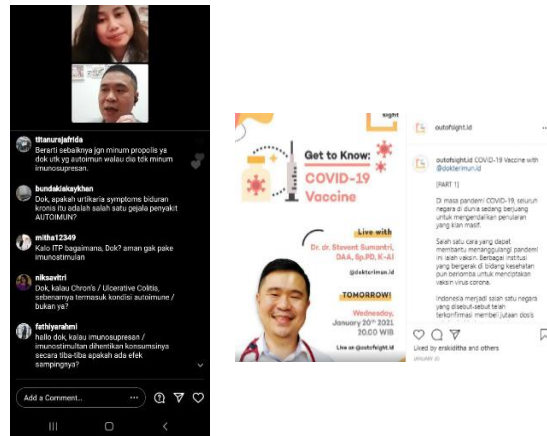 titanurajafrida
Berarti sebaiknya jgn minum propolis ya
dok utk yg autoimun walau dia tdk minum
imunosupresan.
bundakiakaykhan
Dok, apakah urtikaria symptoms biduran
kronis itu adalah salah satu gejala penyakit
AUTOIMUN?
mitha12349
Kalo ITP bagaimana, Dok? aman gak pake
imunostimulan
niksavitri
Dok, kalau Chron's / Ulcerative Colitis,
sebenarnya termasuk kondisi autoimune /
bukan ya?
fathiyarahmi
hallo dok, kalau imunosupresan /
imunostimultan dihentikan konsumsinya
secara tiba-tiba apakah ada efek
sampingnya?
Add a Comment...
sight
Get to Know:
COVID-19
Vaccine
Live with
Dr. dr. Stevent Sumantri,
DAA, Sp.PD, K-AI
@dokterimun.id
TOMORROW!
Wednesday,
January 20th 2021
20.00 WIB
Live on @outofsight.id
outofsight.id
outofsight.id COVID-19 Vaccine with
@dokterimun.id
[PART 1]
Di masa pandemi COVID-19, seluruh
negara di dunia sedang berjuang
untuk mengendalikan penularan
yang kian masif.
Salah satu cara yang dapat
membantu menanggulangi pandemi
ini ialah vaksin. Berbagai institusi
yang bergerak di bidang kesehatan
pun berlomba untuk menciptakan
vaksin virus corona.
Indonesia menjadi salah satu negara
yang disebut-sebut telah
terkonfirmasi membeli jutaan dosis
Liked by erskiditha and others
JANUARY